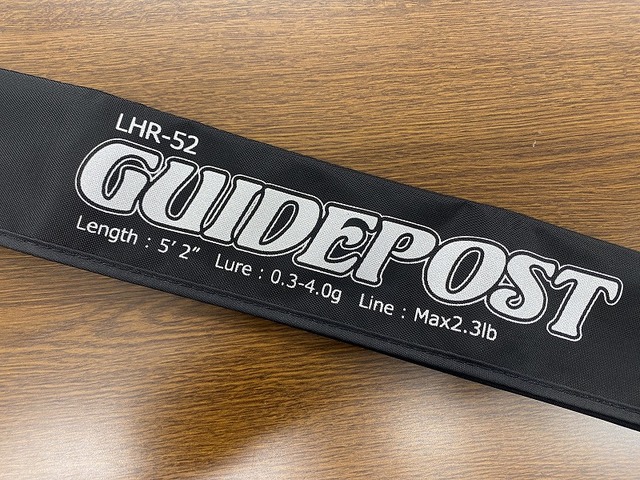 LHR-52
GUIDEPOST
Length : 5’ 2” Lure : 0.3-4.0g Line : Max2.3lb